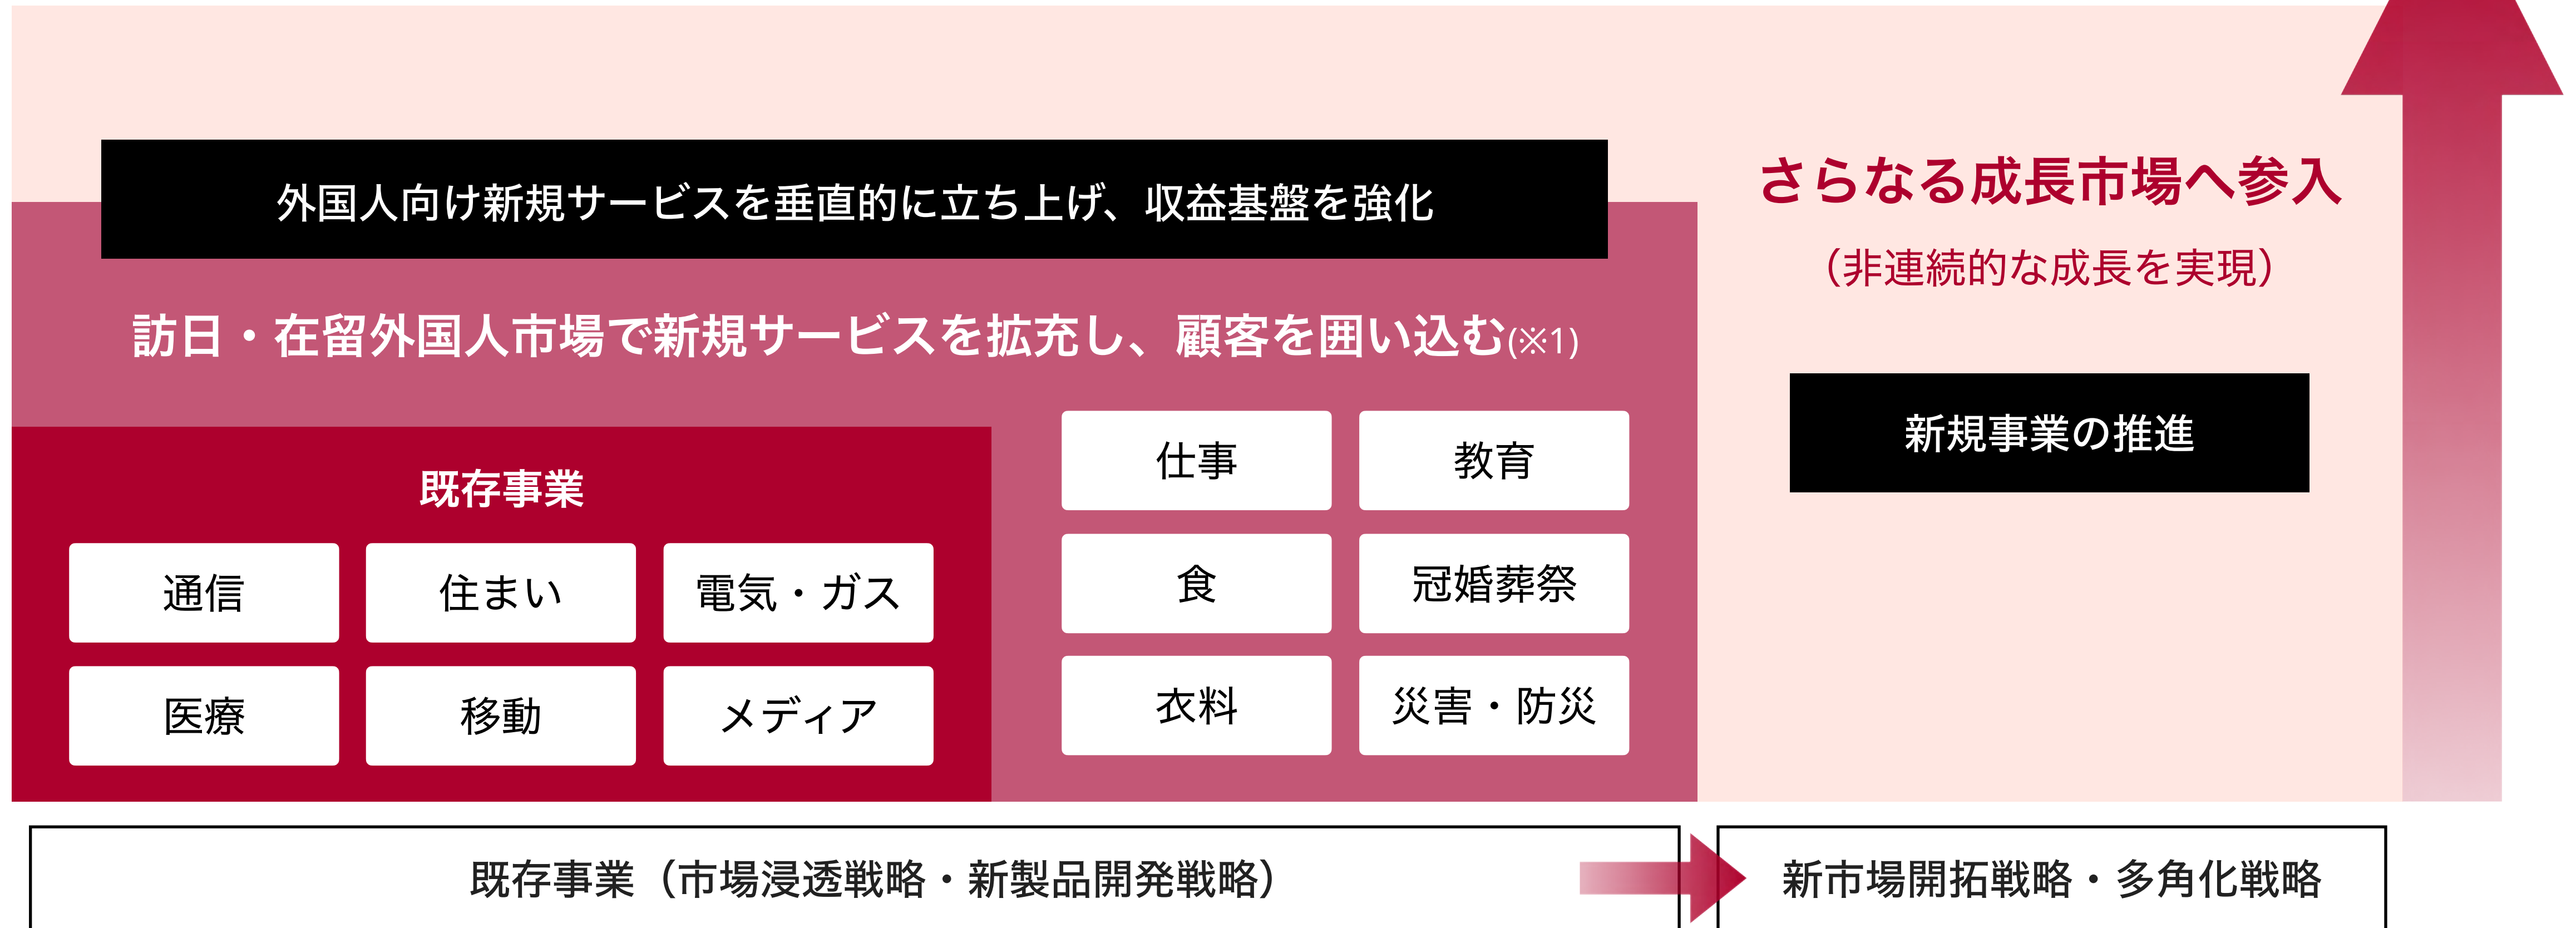 外国人向け新規サービスを垂直的に立ち上げ、収益基盤を強化
訪日・在留外国人市場で新規サービスを拡充し、顧客を囲い込む(※1)
既存事業
通信
住まい
電気・ガス
医療
移動
メディア
仕事
教育
食
冠婚葬祭
衣料
災害・防災
さらなる成長市場へ参入
（非連続的な成長を実現）
新規事業の推進
既存事業（市場浸透戦略・新製品開発戦略）
新市場開拓戦略・多角化戦略